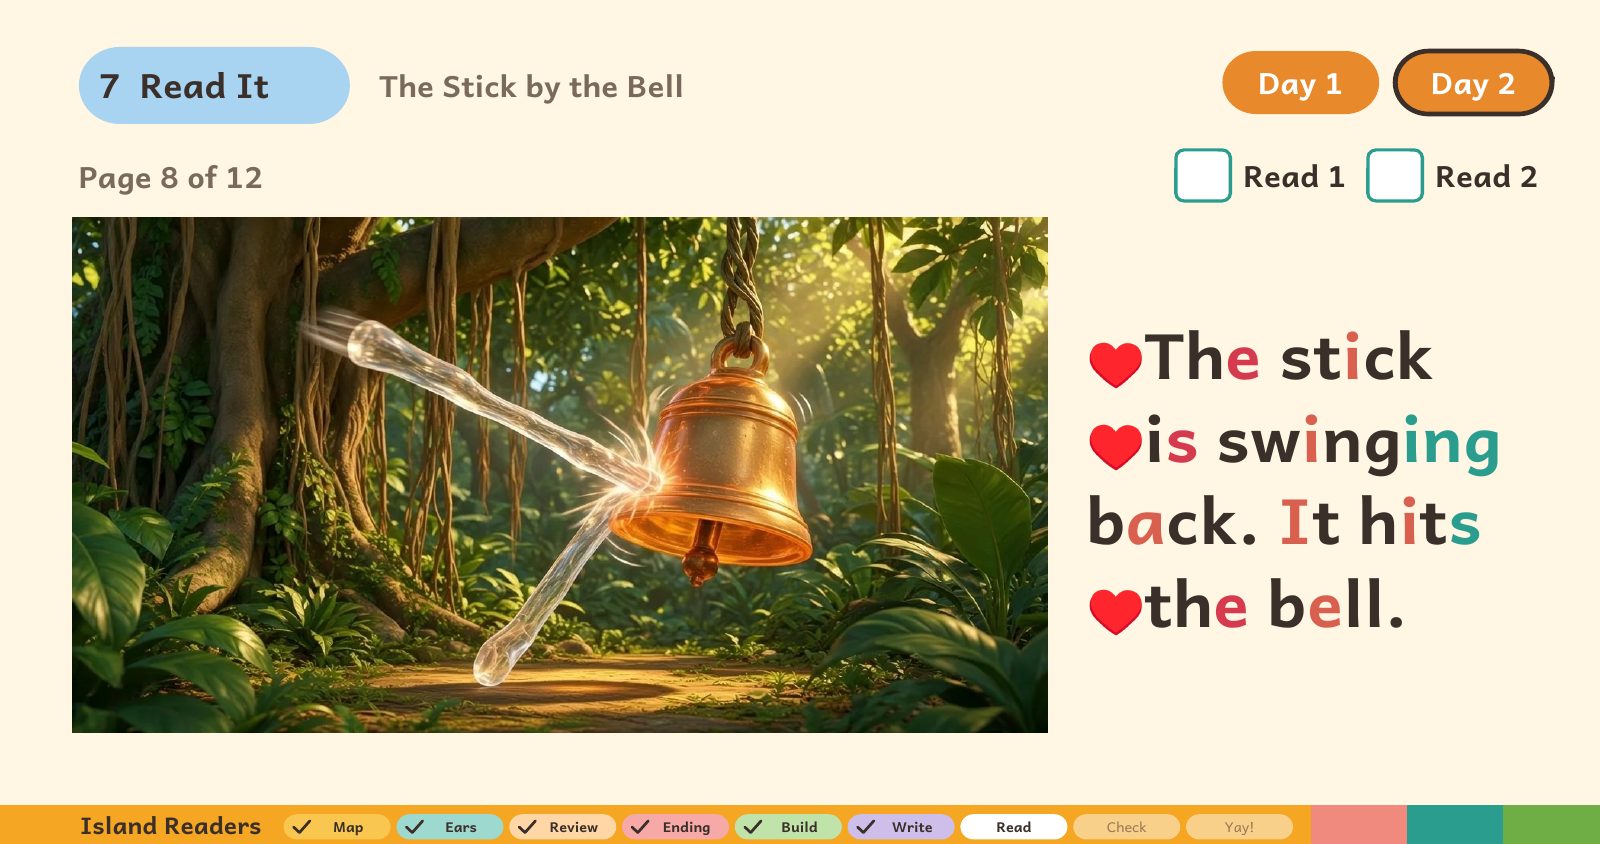 7 Read It
The Stick by the Bell
Day 1
Day 2
Page 8 of 12
Read 1
Read 2
The stick
is swinging
back. It hits
the bell.
Island Readers
Map
Ears
Review
Ending
Build
Write
Read
Check
Yay!